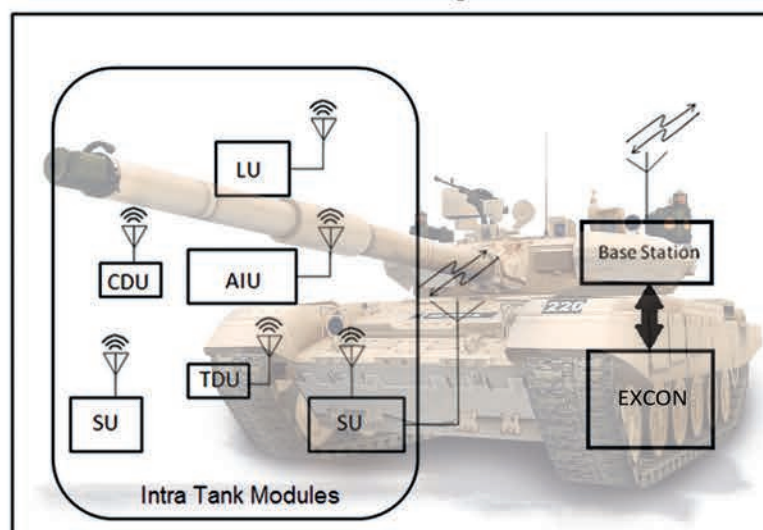 LU
Base Station
CDU
AIU
220
TDU
SU
SU
EXCON
Intra Tank Modules